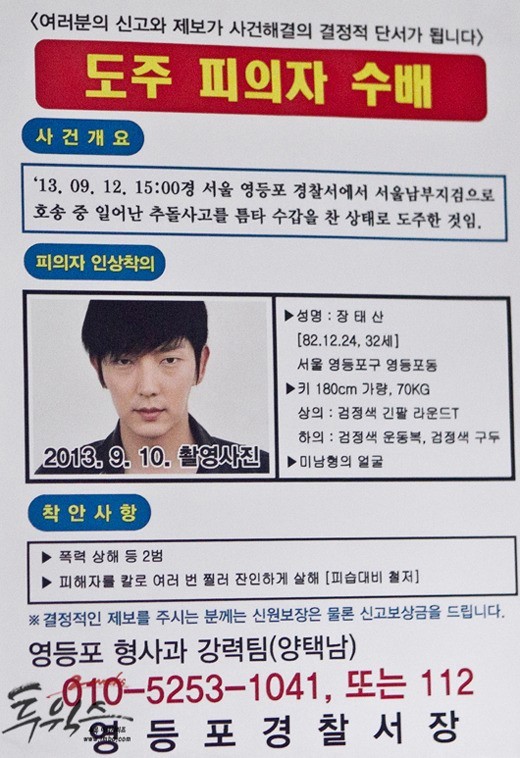 <여러분의 신고와 제보가 사건해결의 결정적 단서가 됩니다>
도주 피의자 수배
사건개요
'13. 09. 12. 15:00경 서울 영등포 경찰서에서 서울남부지검으로
호송 중 일어난 추돌사고를 틈타 수갑을 찬 상태로 도주한 것임.
피의자 인상착의
2013. 9. 10. 촬영사진
▶성명 : 장 태 산
[82.12.24, 32세]
서울 영등포구 영등포동
▶키 180cm 가량, 70KG
상의 : 검정색 긴팔 라운드T
하의 : 검정색 운동복, 검정색 구두
▶미남형의 얼굴
착안사항
▶ 폭력 상해 등 2범
▶ 피해자를 칼로 여러 번 찔러 잔인하게 살해 [피습대비 철저]
※결정적인 제보를 주시는 분께는 신원보장은 물론 신고보상금을 드립니다.
영등포 형사과 강력팀(양택남)
010-5253-1041, 또는 112
영등포경찰서장
투윅스